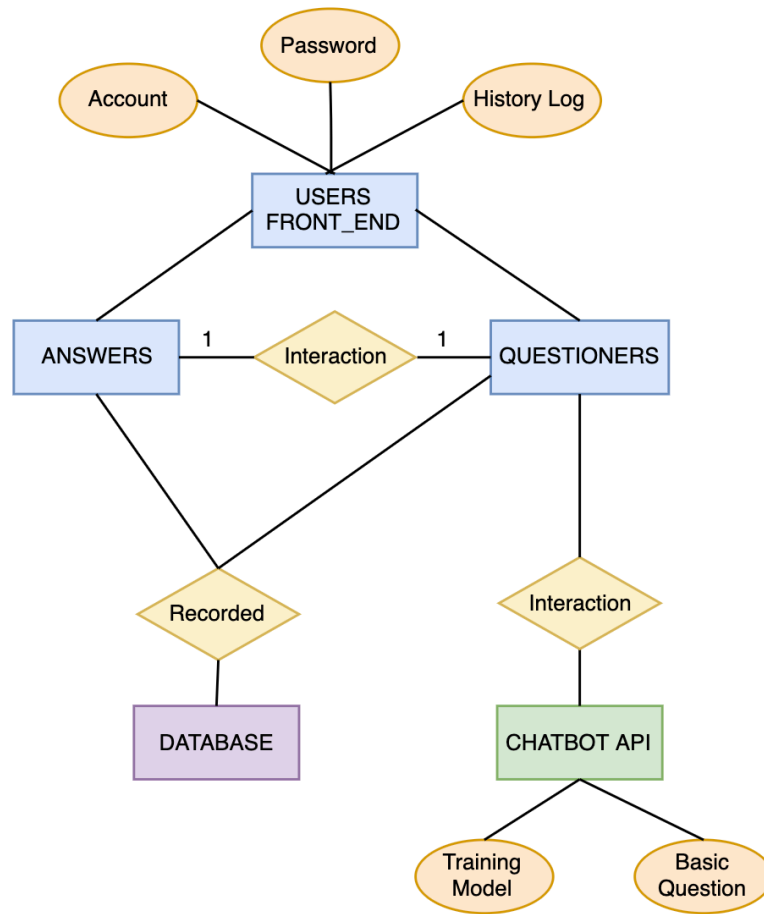 Password
Account
History Log
USERS
FRONT_END
1
1
ANSWERS
Interaction
QUESTIONERS
Recorded
Interaction
DATABASE
CHATBOT API
Training
Model
Basic
Question